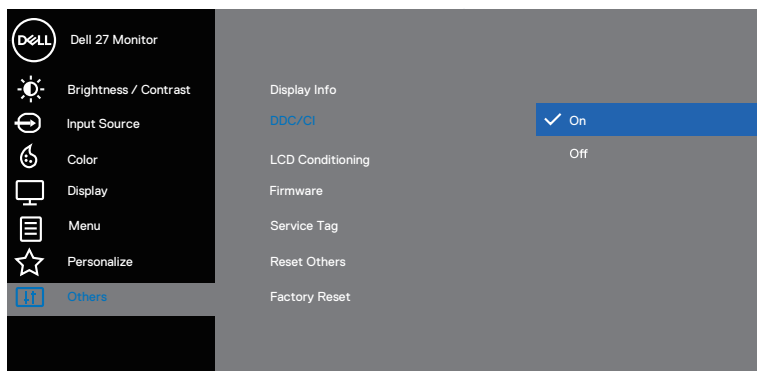 DELL
Dell 27 Monitor
Brightness / Contrast
Input Source
Color
Display
Menu
Personalize
Others
Display Info
DDC/CI
LCD Conditioning
Firmware
Service Tag
Reset Others
Factory Reset
On
Off